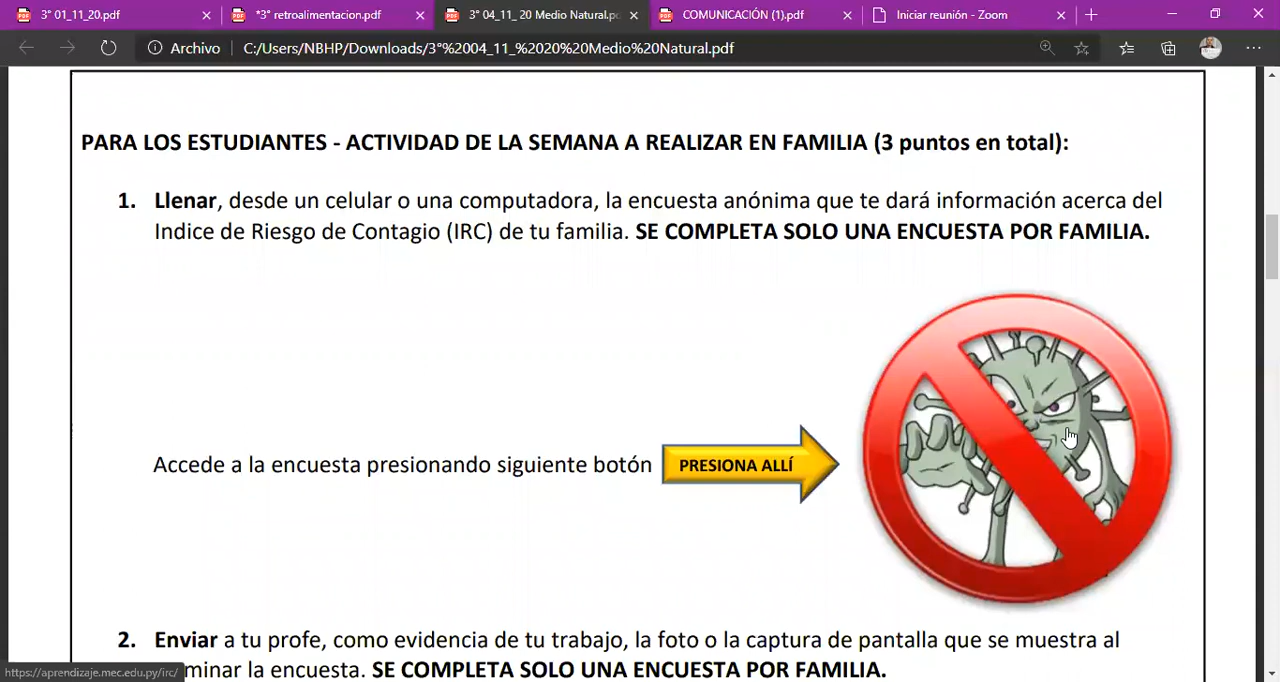 3° 01_11_20.pdf
*3° retroalimentacion.pdf
3° 04_11_ 20 Medio Natural.pc
COMUNICACIÓN (1).pdf
Iniciar reunión - Zoom
Archivo
C:/Users/NBHP/Downloads/3°%2004_11_%2020%20Medio%20Natural.pdf
PARA LOS ESTUDIANTES - ACTIVIDAD DE LA SEMANA A REALIZAR EN FAMILIA (3 puntos en total):
1. Llenar, desde un celular o una computadora, la encuesta anónima que te dará información acerca del
Indice de Riesgo de Contagio (IRC) de tu familia. SE COMPLETA SOLO UNA ENCUESTA POR FAMILIA.
Accede a la encuesta presionando siguiente botón
PRESIONA ALLÍ
2. Enviar a tu profe, como evidencia de tu trabajo, la foto o la captura de pantalla que se muestra al
minar la encuesta. SE COMPLETA SOLO UNA ENCUESTA POR FAMILIA.
https://aprendizaje.mec.edu.py/irc/